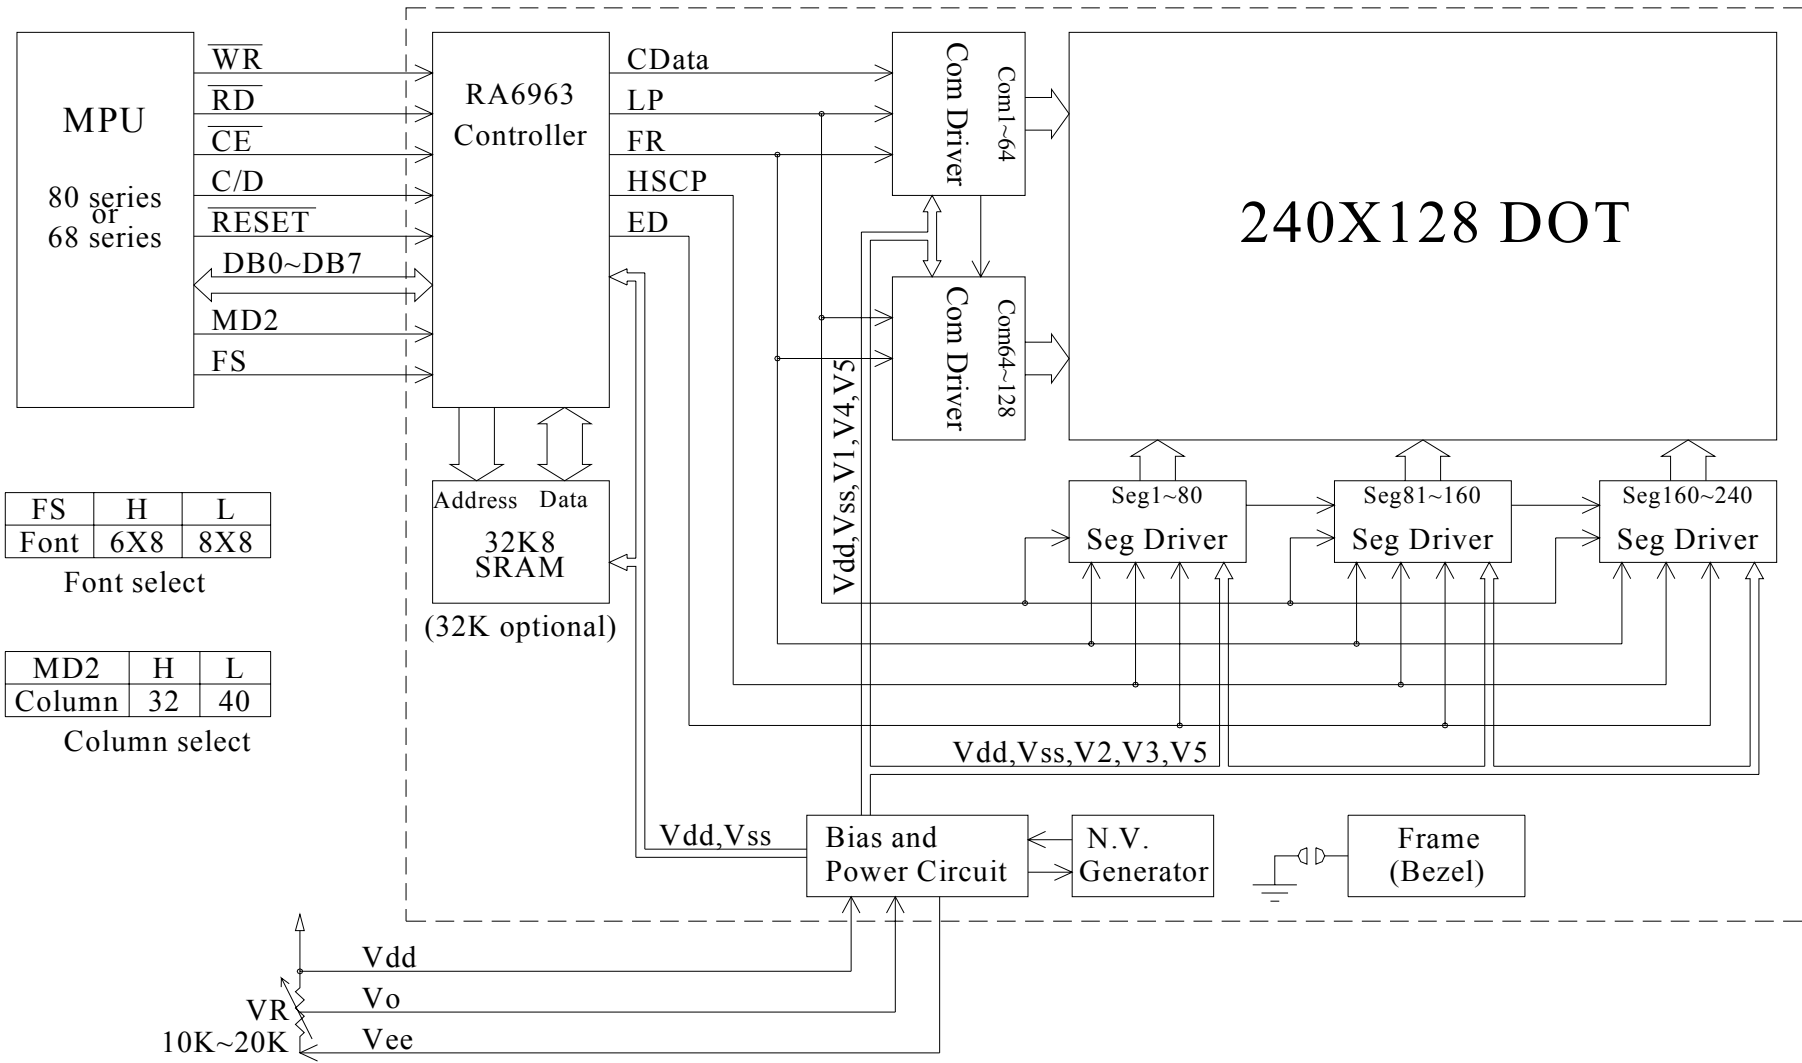 MPU
80 series
or
68 series
WR
RD
CE
C/D
RESET
DB0~DB7
MD2
FS
RA6963
Controller
CData
LP
FR
HSCP
ED
Com Driver
Com1~64
Com Driver
Com64~128
240X128 DOT
Address Data
32K8
SRAM
(32K optional)
FS H L
Font 6X8 8X8
Font select
MD2 H L
Column 32 40
Column select
Vdd,Vss,V1,V4,V5
Seg1~80
Seg Driver
Seg81~160
Seg Driver
Seg160~240
Seg Driver
Vdd,Vss,V2,V3,V5
Vdd,Vss
Bias and
Power Circuit
N.V.
Generator
Frame
(Bezel)
Vdd
Vo
Vee
VR
10K~20K